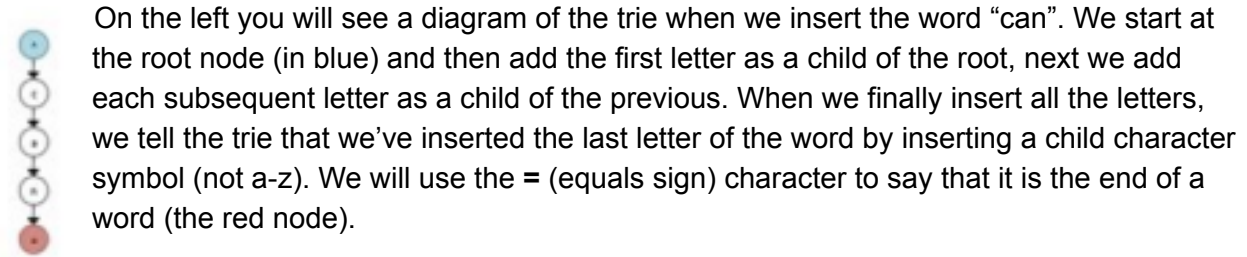 On the left you will see a diagram of the trie when we insert the word “can”. We start at
the root node (in blue) and then add the first letter as a child of the root, next we add
each subsequent letter as a child of the previous. When we finally insert all the letters,
we tell the trie that we’ve inserted the last letter of the word by inserting a child character
symbol (not a-z). We will use the = (equals sign) character to say that it is the end of a
word (the red node).